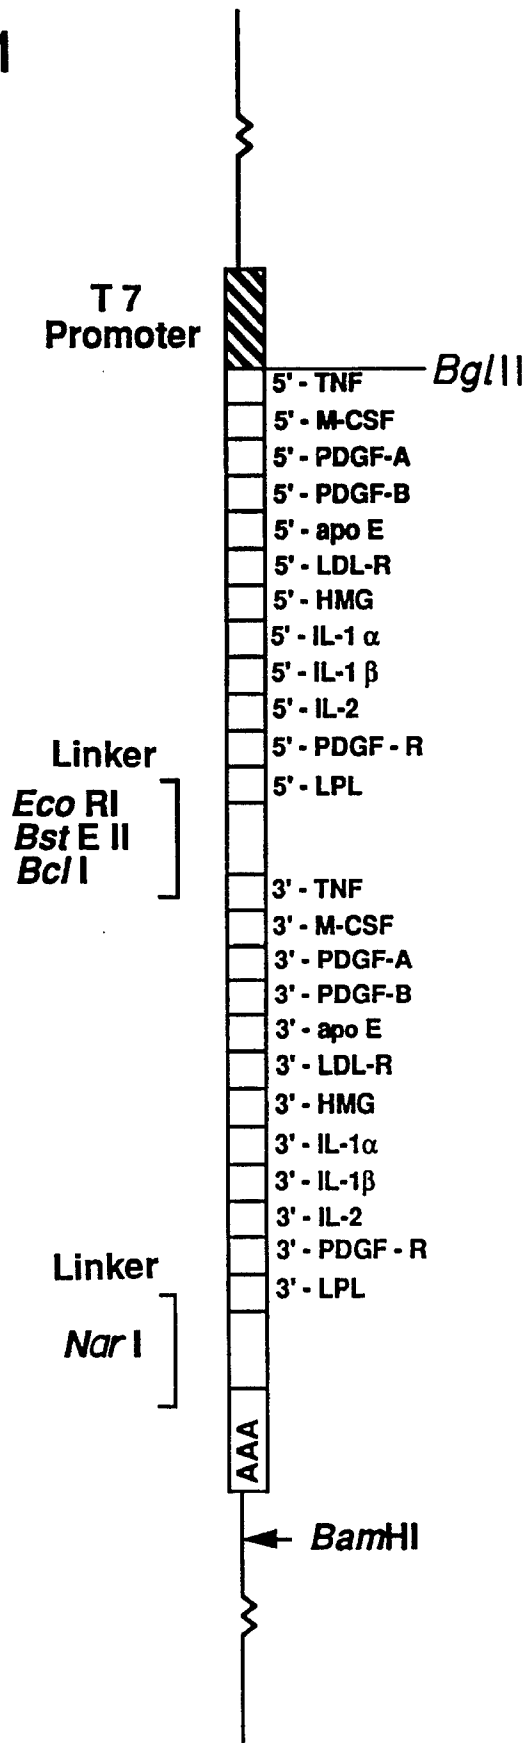 1
T 7
Promoter
Bgl II
5' - TNF
5' - M-CSF
5' - PDGF-A
5' - PDGF-B
5' - apo E
5' - LDL-R
5' - HMG
5' - IL-1 α
5' - IL-1 β
5' - IL-2
5' - PDGF - R
5' - LPL
Linker
Eco RI
Bst E II
Bcl I
3' - TNF
3' - M-CSF
3' - PDGF-A
3' - PDGF-B
3' - apo E
3' - LDL-R
3' - HMG
3' - IL-1α
3' - IL-1β
3' - IL-2
3' - PDGF - R
3' - LPL
Linker
Nar I
AAA
BamHI